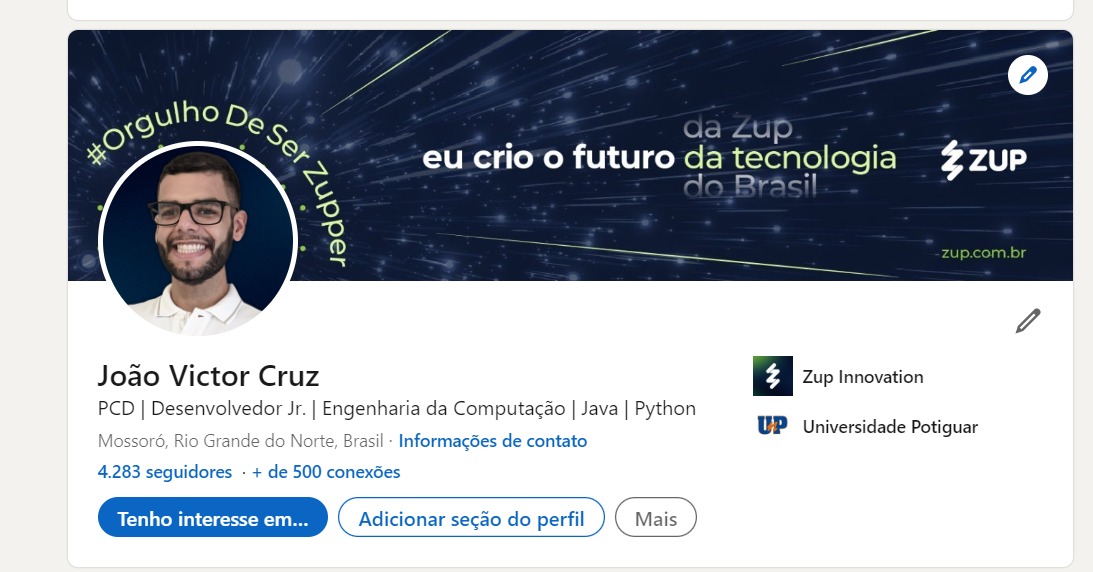 #Orgulho De Ser Zupper
da Zup
eu crio o futuro da tecnologia
do Brasil
ZUP
zup.com.br
João Victor Cruz
PCD | Desenvolvedor Jr. | Engenharia da Computação | Java | Python
Mossoró, Rio Grande do Norte, Brasil · Informações de contato
4.283 seguidores · + de 500 conexões
Tenho interesse em...
Adicionar seção do perfil
Mais
Zup Innovation
UP
Universidade Potiguar